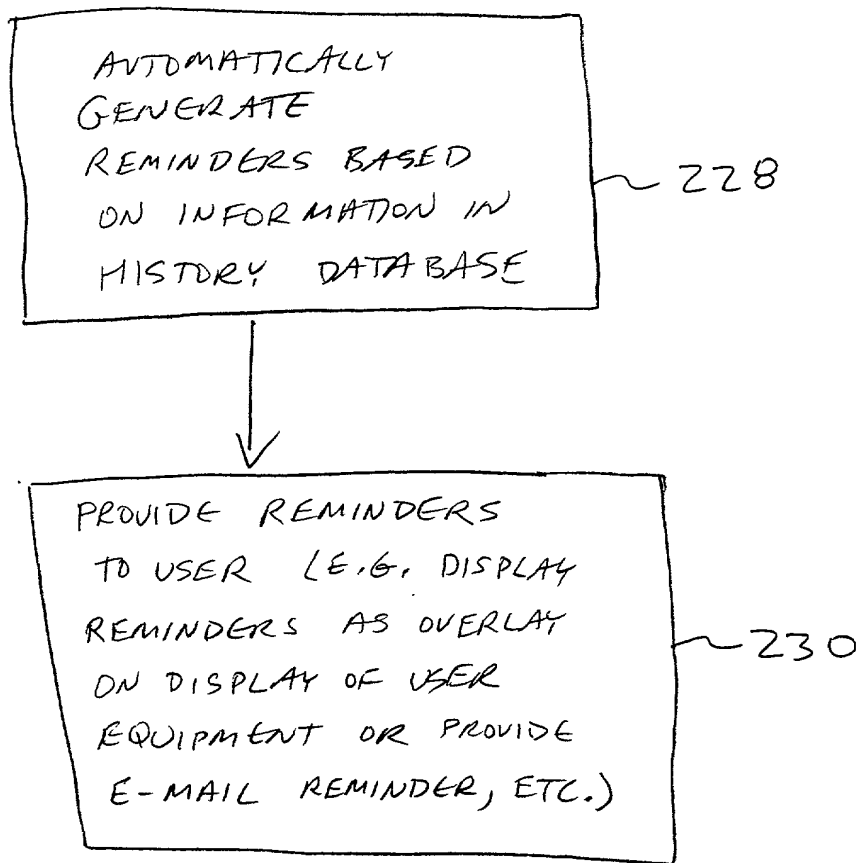 AUTOMATICALLY
GENERATE
REMINDERS BASED
ON INFORMATION IN
HISTORY DATABASE
228
PROVIDE REMINDERS
TO USER (E.G. DISPLAY
REMINDERS AS OVERLAY
ON DISPLAY OF USER
EQUIPMENT OR PROVIDE
E-MAIL REMINDER, ETC.)
230